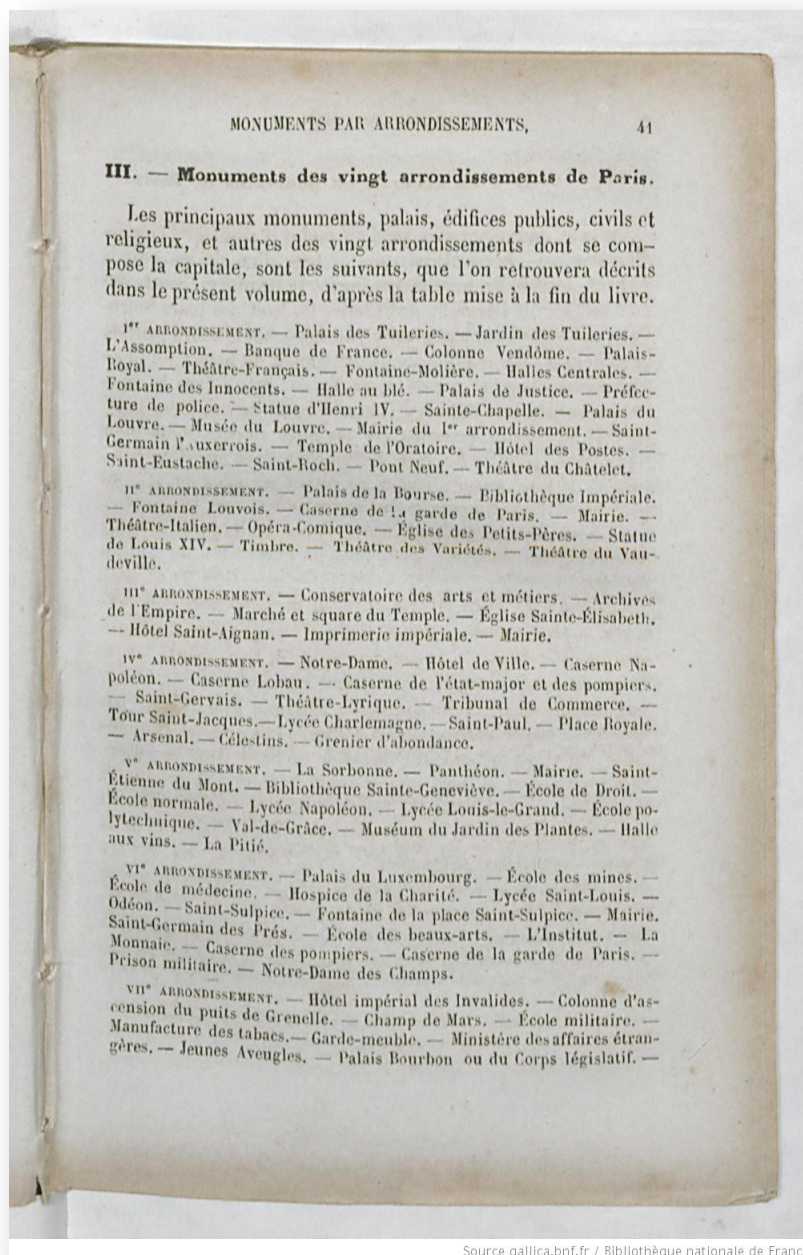 MONUMENTS PAR ARRONDISSEMENTS, 41
III. — Monuments des vingt arrondissements de Paris.
Les principaux monuments, palais, édifices publics, civils et
religieux, et autres des vingt arrondissements dont se com-
pose la capitale, sont les suivants, que l'on retrouvera décrits
dans le présent volume, d'après la table mise à la fin du livre.
Ier ARRONDISSEMENT. — Palais des Tuileries. — Jardin des Tuileries. —
L'Assomption. — Banque de France. — Colonne Vendôme. — Palais-
Royal. — Théâtre-Français. — Fontaine-Molière. — Halles Centrales. —
Fontaine des Innocents. — Halle au blé. — Palais de Justice. — Préfec-
ture de police. — Statue d'Henri IV. — Sainte-Chapelle. — Palais du
Louvre. — Musée du Louvre. — Mairie du Ier arrondissement. — Saint-
Germain l'Auxerrois. — Temple de l'Oratoire. — Hôtel des Postes. —
Saint-Eustache. — Saint-Roch. — Pont Neuf. — Théâtre du Châtelet.
IIe ARRONDISSEMENT. — Palais de la Bourse. — Bibliothèque Impériale.
— Fontaine Louvois. — Caserne de la garde de Paris. — Mairie. —
Théâtre-Italien. — Opéra-Comique. — Église des Petits-Pères. — Statue
de Louis XIV. — Timbre. — Théâtre des Variétés. — Théâtre du Vau-
deville.
IIIe ARRONDISSEMENT. — Conservatoire des arts et métiers. — Archives
de l'Empire. — Marché et square du Temple. — Église Sainte-Élisabeth.
— Hôtel Saint-Aignan. — Imprimerie impériale. — Mairie.
IVe ARRONDISSEMENT. — Notre-Dame. — Hôtel de Ville. — Caserne Na-
poléon. — Caserne Lobau. — Caserne de l'état-major et des pompiers.
— Saint-Gervais. — Théâtre-Lyrique. — Tribunal de Commerce. —
Tour Saint-Jacques. — Lycée Charlemagne. — Saint-Paul. — Place Royale.
— Arsenal. — Célestins. — Grenier d'abondance.
Ve ARRONDISSEMENT. — La Sorbonne. — Panthéon. — Mairie. — Saint-
Étienne du Mont. — Bibliothèque Sainte-Geneviève. — École de Droit. —
École normale. — Lycée Napoléon. — Lycée Louis-le-Grand. — École po-
lytechnique. — Val-de-Grâce. — Muséum du Jardin des Plantes. — Halle
aux vins. — La Pitié.
VIe ARRONDISSEMENT. — Palais du Luxembourg. — École des mines. —
École de médecine. — Hospice de la Charité. — Lycée Saint-Louis. —
Odéon. — Saint-Sulpice. — Fontaine de la place Saint-Sulpice. — Mairie.
Saint-Germain des Prés. — École des beaux-arts. — L'Institut. — La
Monnaie. — Caserne des pompiers. — Caserne de la garde de Paris. —
Prison militaire. — Notre-Dame des Champs.
VIIe ARRONDISSEMENT. — Hôtel impérial des Invalides. — Colonne d'as-
cension du puits de Grenelle. — Champ de Mars. — École militaire. —
Manufacture des tabacs. — Garde-meuble. — Ministère des affaires étran-
gères. — Jeunes Aveugles. — Palais Bourbon ou du Corps législatif. —
Source gallica.bnf.fr / Bibliothèque nationale de Franc